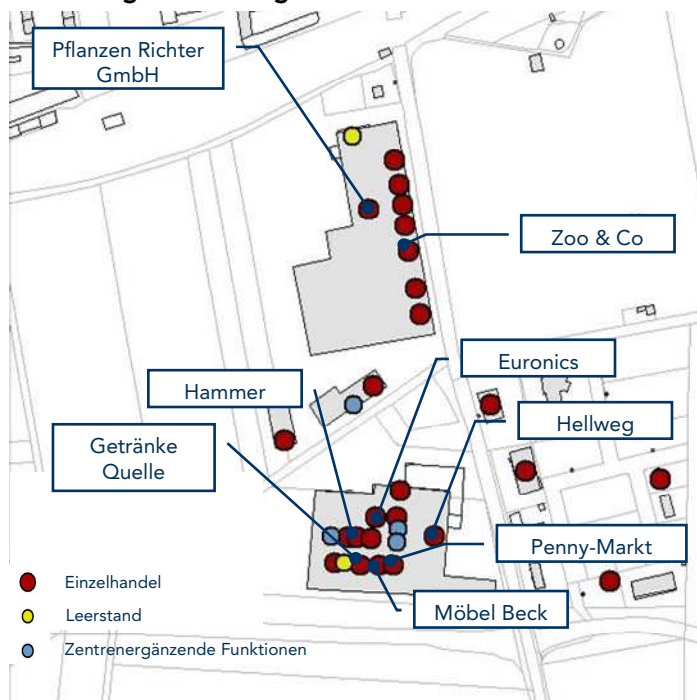 Pflanzen Richter
GmbH
Zoo & Co
Euronics
Hammer
Hellweg
Getränke
Quelle
Penny-Markt
Möbel Beck
Einzelhandel
Leerstand
Zentrenergänzende Funktionen